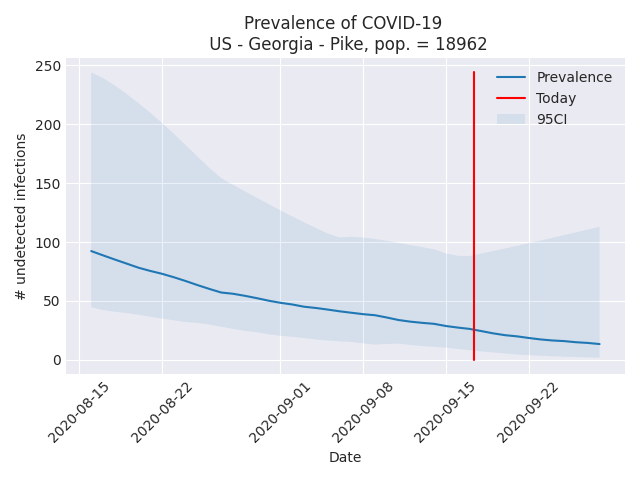 Prevalence of COVID-19
US - Georgia - Pike, pop. = 18962
250
200
150
100
50
0
# undetected infections
Prevalence
Today
95CI
2020-08-15
2020-08-22
2020-09-01
2020-09-08
2020-09-15
2020-09-22
Date